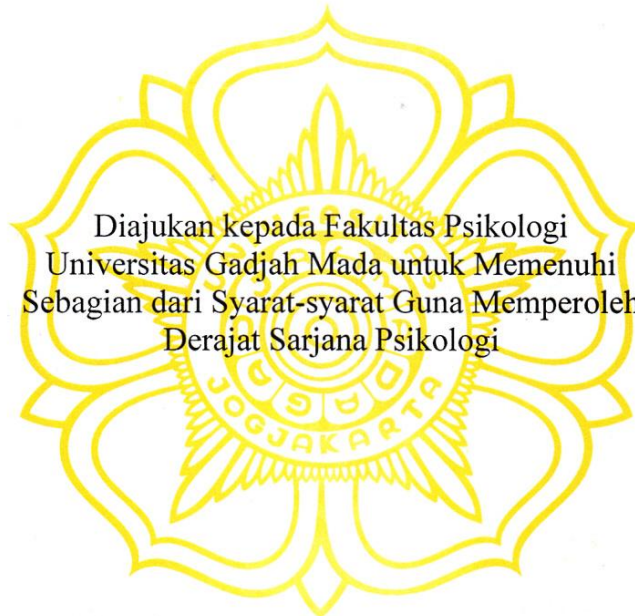 Diajukan kepada Fakultas Psikologi
Universitas Gadjah Mada untuk Memenuhi
Sebagian dari Syarat-syarat Guna Memperoleh
Derajat Sarjana Psikologi
JOGJAKARTA